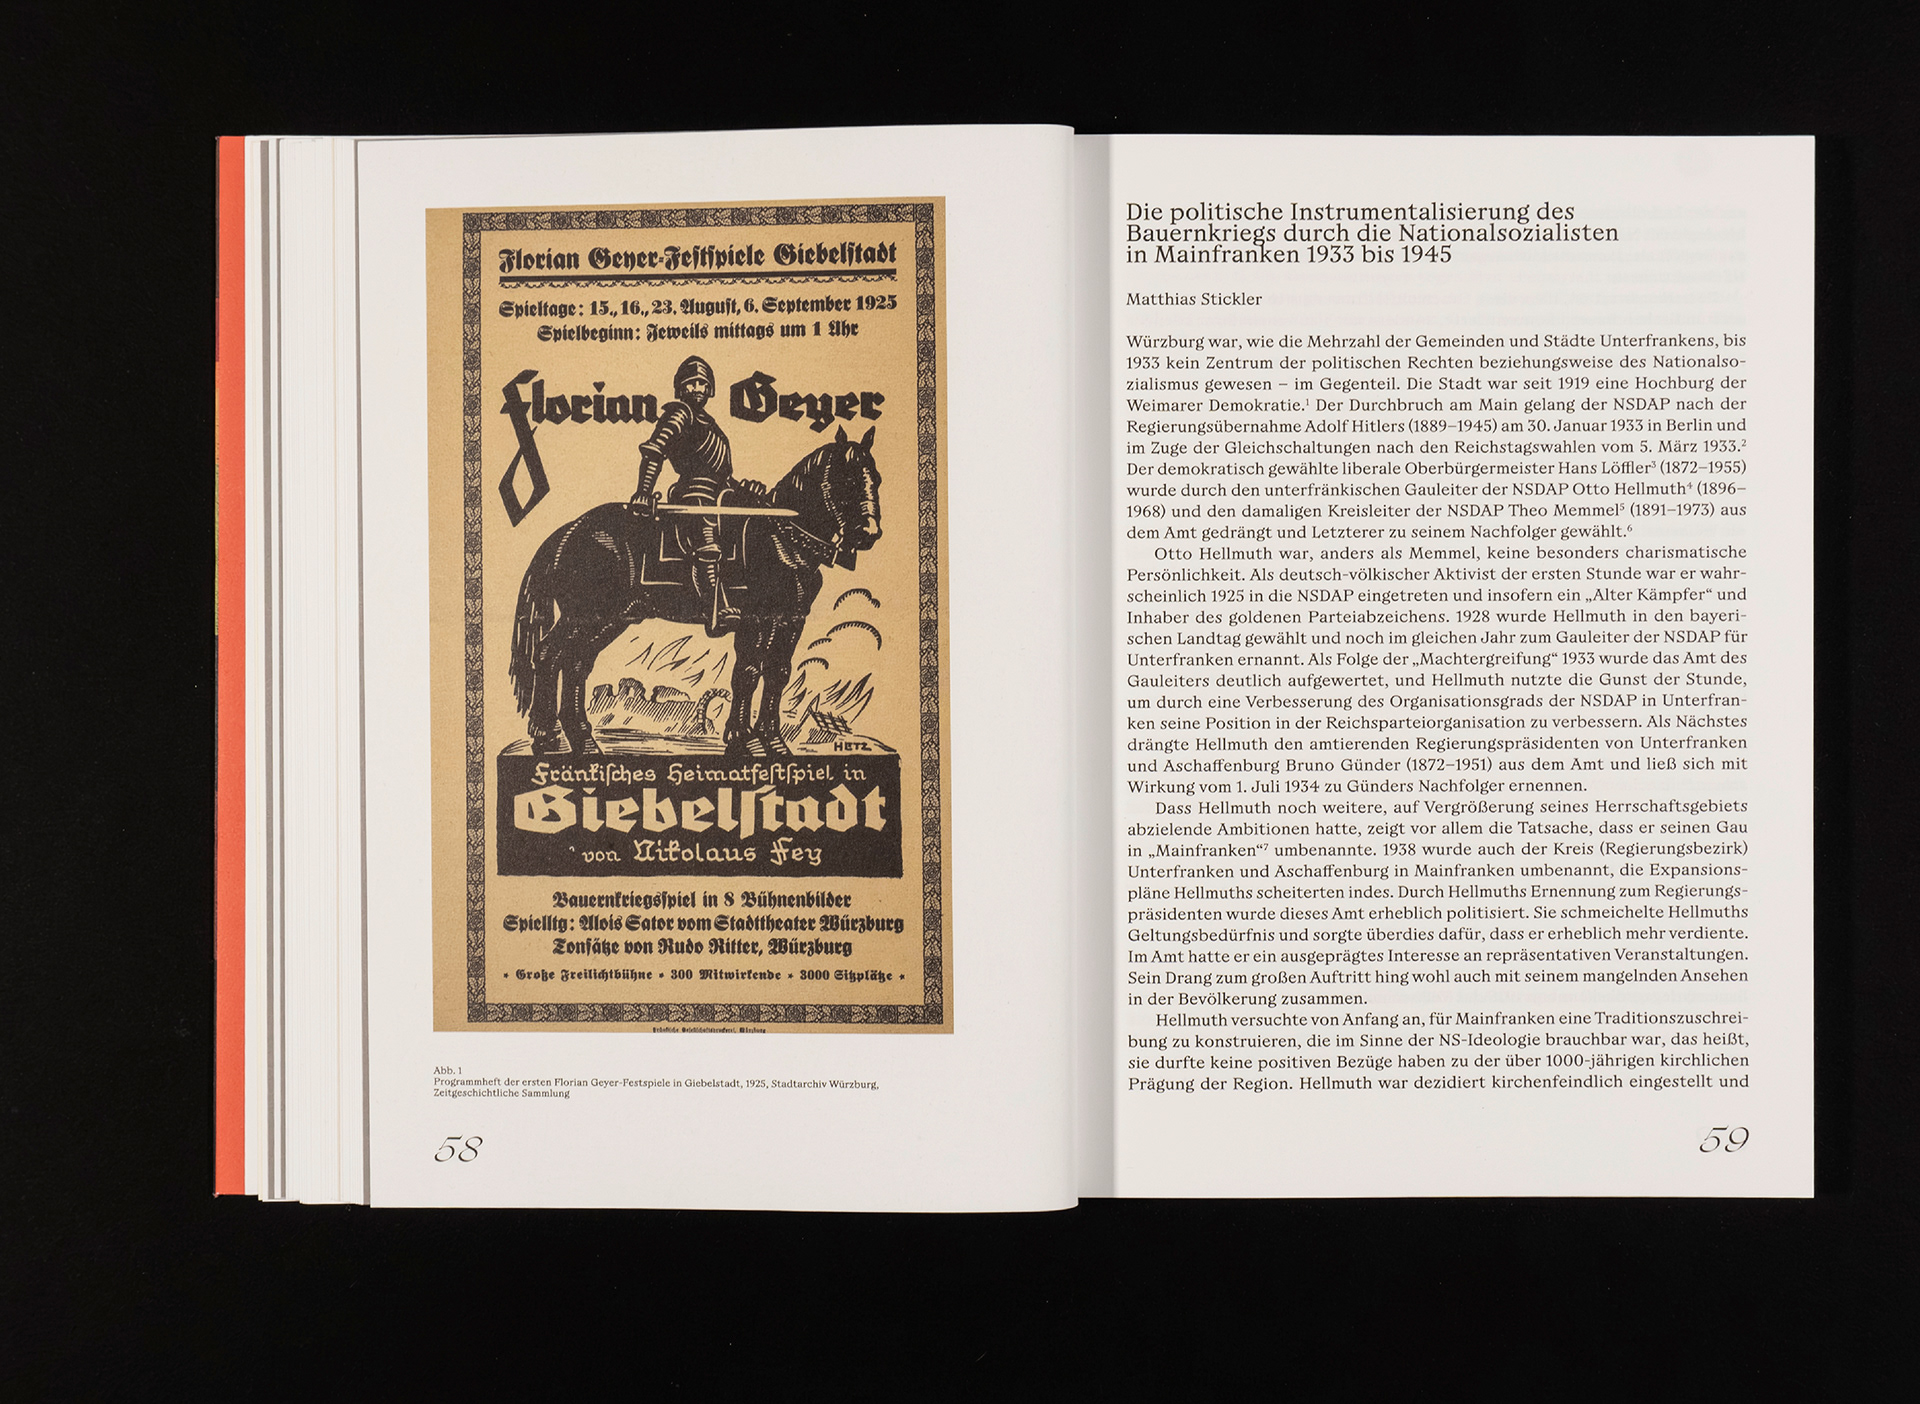 Florian Geyer-Festspiele Giebelstadt
Spieltage: 15., 16., 23. August, 6. September 1925
Spielbeginn: Jeweils mittags um 1 Uhr
Florian Geyer
HETZ
Fränkisches Heimatfestspiel in
Giebelstadt
von Nikolaus Fey
Bauernkriegsspiel in 8 Bühnenbilder
Spielltg: Alois Sator vom Stadttheater Würzburg
Tonsätze von Rudo Ritter, Würzburg
* Große Freilichtbühne * 300 Mitwirkende * 3000 Sitzplätze *
Fränkische Gesellschaftsdruckerei, Würzburg
Abb. 1
Programmheft der ersten Florian Geyer-Festspiele in Giebelstadt, 1925, Stadtarchiv Würzburg,
Zeitgeschichtliche Sammlung
58
Die politische Instrumentalisierung des
Bauernkriegs durch die Nationalsozialisten
in Mainfranken 1933 bis 1945
Matthias Stickler
Würzburg war, wie die Mehrzahl der Gemeinden und Städte Unterfrankens, bis
1933 kein Zentrum der politischen Rechten beziehungsweise des Nationalso-
zialismus gewesen – im Gegenteil. Die Stadt war seit 1919 eine Hochburg der
Weimarer Demokratie.¹ Der Durchbruch am Main gelang der NSDAP nach der
Regierungsübernahme Adolf Hitlers (1889–1945) am 30. Januar 1933 in Berlin und
im Zuge der Gleichschaltungen nach den Reichstagswahlen vom 5. März 1933.²
Der demokratisch gewählte liberale Oberbürgermeister Hans Löffler³ (1872–1955)
wurde durch den unterfränkischen Gauleiter der NSDAP Otto Hellmuth⁴ (1896–
1968) und den damaligen Kreisleiter der NSDAP Theo Memmel⁵ (1891–1973) aus
dem Amt gedrängt und Letzterer zu seinem Nachfolger gewählt.⁶
Otto Hellmuth war, anders als Memmel, keine besonders charismatische
Persönlichkeit. Als deutsch-völkischer Aktivist der ersten Stunde war er wahr-
scheinlich 1925 in die NSDAP eingetreten und insofern ein „Alter Kämpfer“ und
Inhaber des goldenen Parteiabzeichens. 1928 wurde Hellmuth in den bayeri-
schen Landtag gewählt und noch im gleichen Jahr zum Gauleiter der NSDAP für
Unterfranken ernannt. Als Folge der „Machtergreifung“ 1933 wurde das Amt des
Gauleiters deutlich aufgewertet, und Hellmuth nutzte die Gunst der Stunde,
um durch eine Verbesserung des Organisationsgrads der NSDAP in Unterfran-
ken seine Position in der Reichsparteiorganisation zu verbessern. Als Nächstes
drängte Hellmuth den amtierenden Regierungspräsidenten von Unterfranken
und Aschaffenburg Bruno Günder (1872–1951) aus dem Amt und ließ sich mit
Wirkung vom 1. Juli 1934 zu Günders Nachfolger ernennen.
Dass Hellmuth noch weitere, auf Vergrößerung seines Herrschaftsgebiets
abzielende Ambitionen hatte, zeigt vor allem die Tatsache, dass er seinen Gau
in „Mainfranken“⁷ umbenannte. 1938 wurde auch der Kreis (Regierungsbezirk)
Unterfranken und Aschaffenburg in Mainfranken umbenannt, die Expansions-
pläne Hellmuths scheiterten indes. Durch Hellmuths Ernennung zum Regierungs-
präsidenten wurde dieses Amt erheblich politisiert. Sie schmeichelte Hellmuths
Geltungsbedürfnis und sorgte überdies dafür, dass er erheblich mehr verdiente.
Im Amt hatte er ein ausgeprägtes Interesse an repräsentativen Veranstaltungen.
Sein Drang zum großen Auftritt hing wohl auch mit seinem mangelnden Ansehen
in der Bevölkerung zusammen.
Hellmuth versuchte von Anfang an, für Mainfranken eine Traditionszuschrei-
bung zu konstruieren, die im Sinne der NS-Ideologie brauchbar war, das heißt,
sie durfte keine positiven Bezüge haben zu der über 1000-jährigen kirchlichen
Prägung der Region. Hellmuth war dezidiert kirchenfeindlich eingestellt und
59